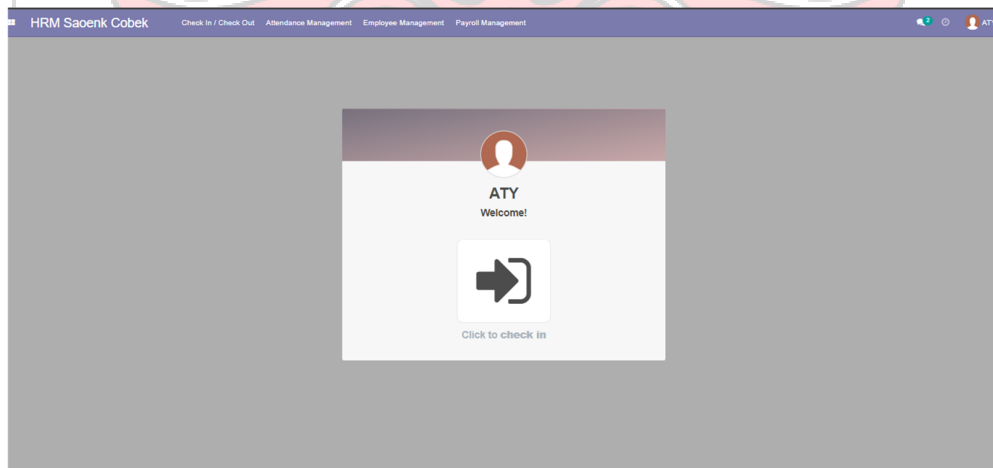 HRM Saoenk Cobek Check In / Check Out Attendance Management Employee Management Payroll Management 2 ATY
ATY
Welcome!
Click to check in